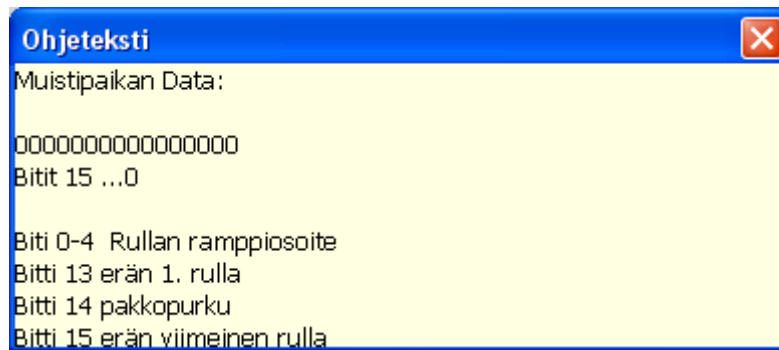 Ohjeteksti
Muistipaikan Data:
0000000000000000
Bitit 15 ...0
Biti 0-4 Rullan ramppiosoite
Bitti 13 erän 1. rulla
Bitti 14 pakkopurku
Bitti 15 erän viimeinen rulla